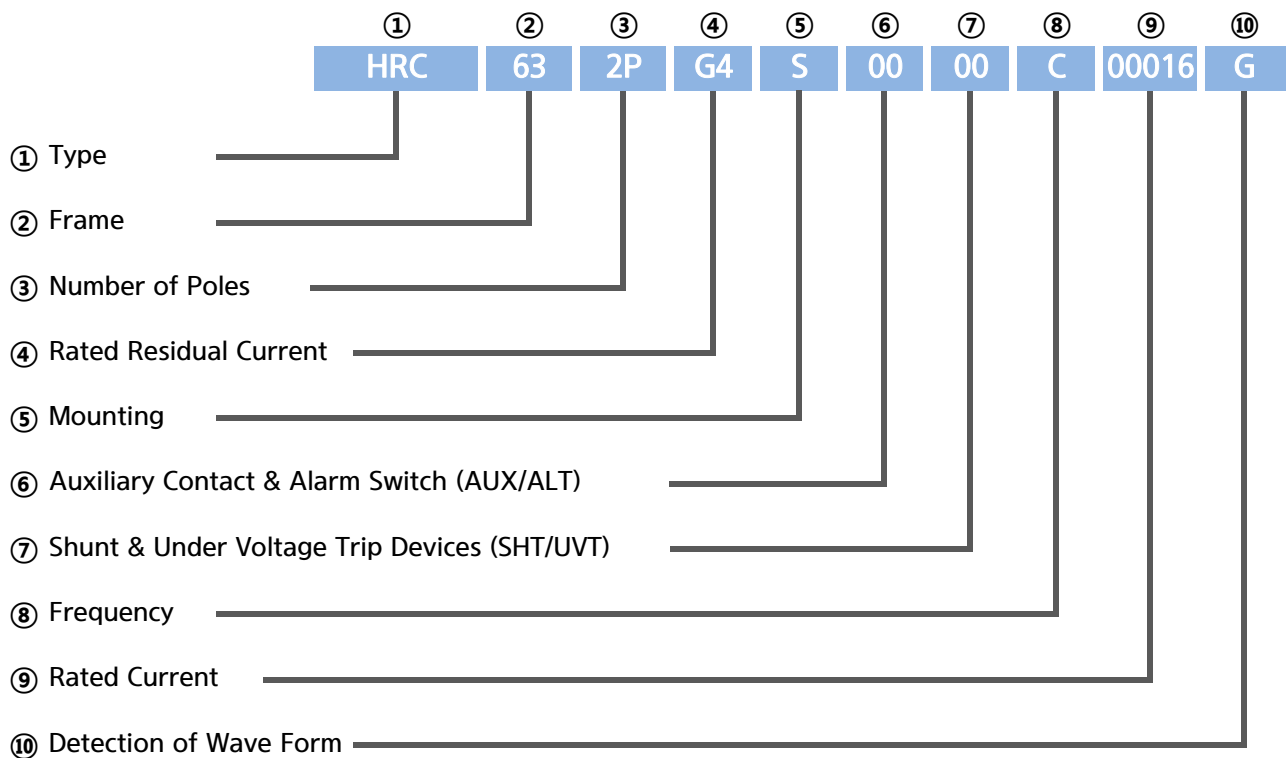 ① ② ③ ④ ⑤ ⑥ ⑦ ⑧ ⑨ ⑩
HRC 63 2P G4 S 00 00 C 00016 G
① Type
② Frame
③ Number of Poles
④ Rated Residual Current
⑤ Mounting
⑥ Auxiliary Contact & Alarm Switch (AUX/ALT)
⑦ Shunt & Under Voltage Trip Devices (SHT/UVT)
⑧ Frequency
⑨ Rated Current
⑩ Detection of Wave Form